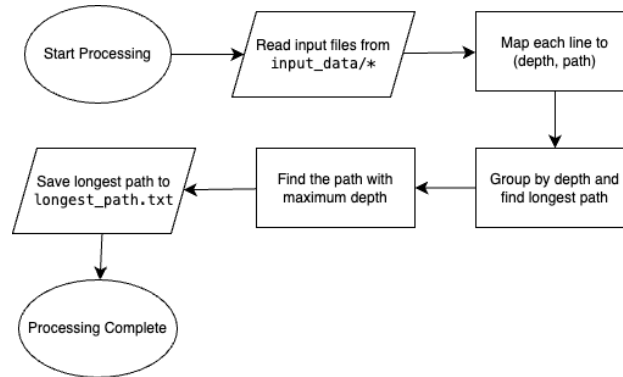 Start Processing
Read input files from
input_data/*
Map each line to
(depth, path)
Group by depth and
find longest path
Find the path with
maximum depth
Save longest path to
longest_path.txt
Processing Complete